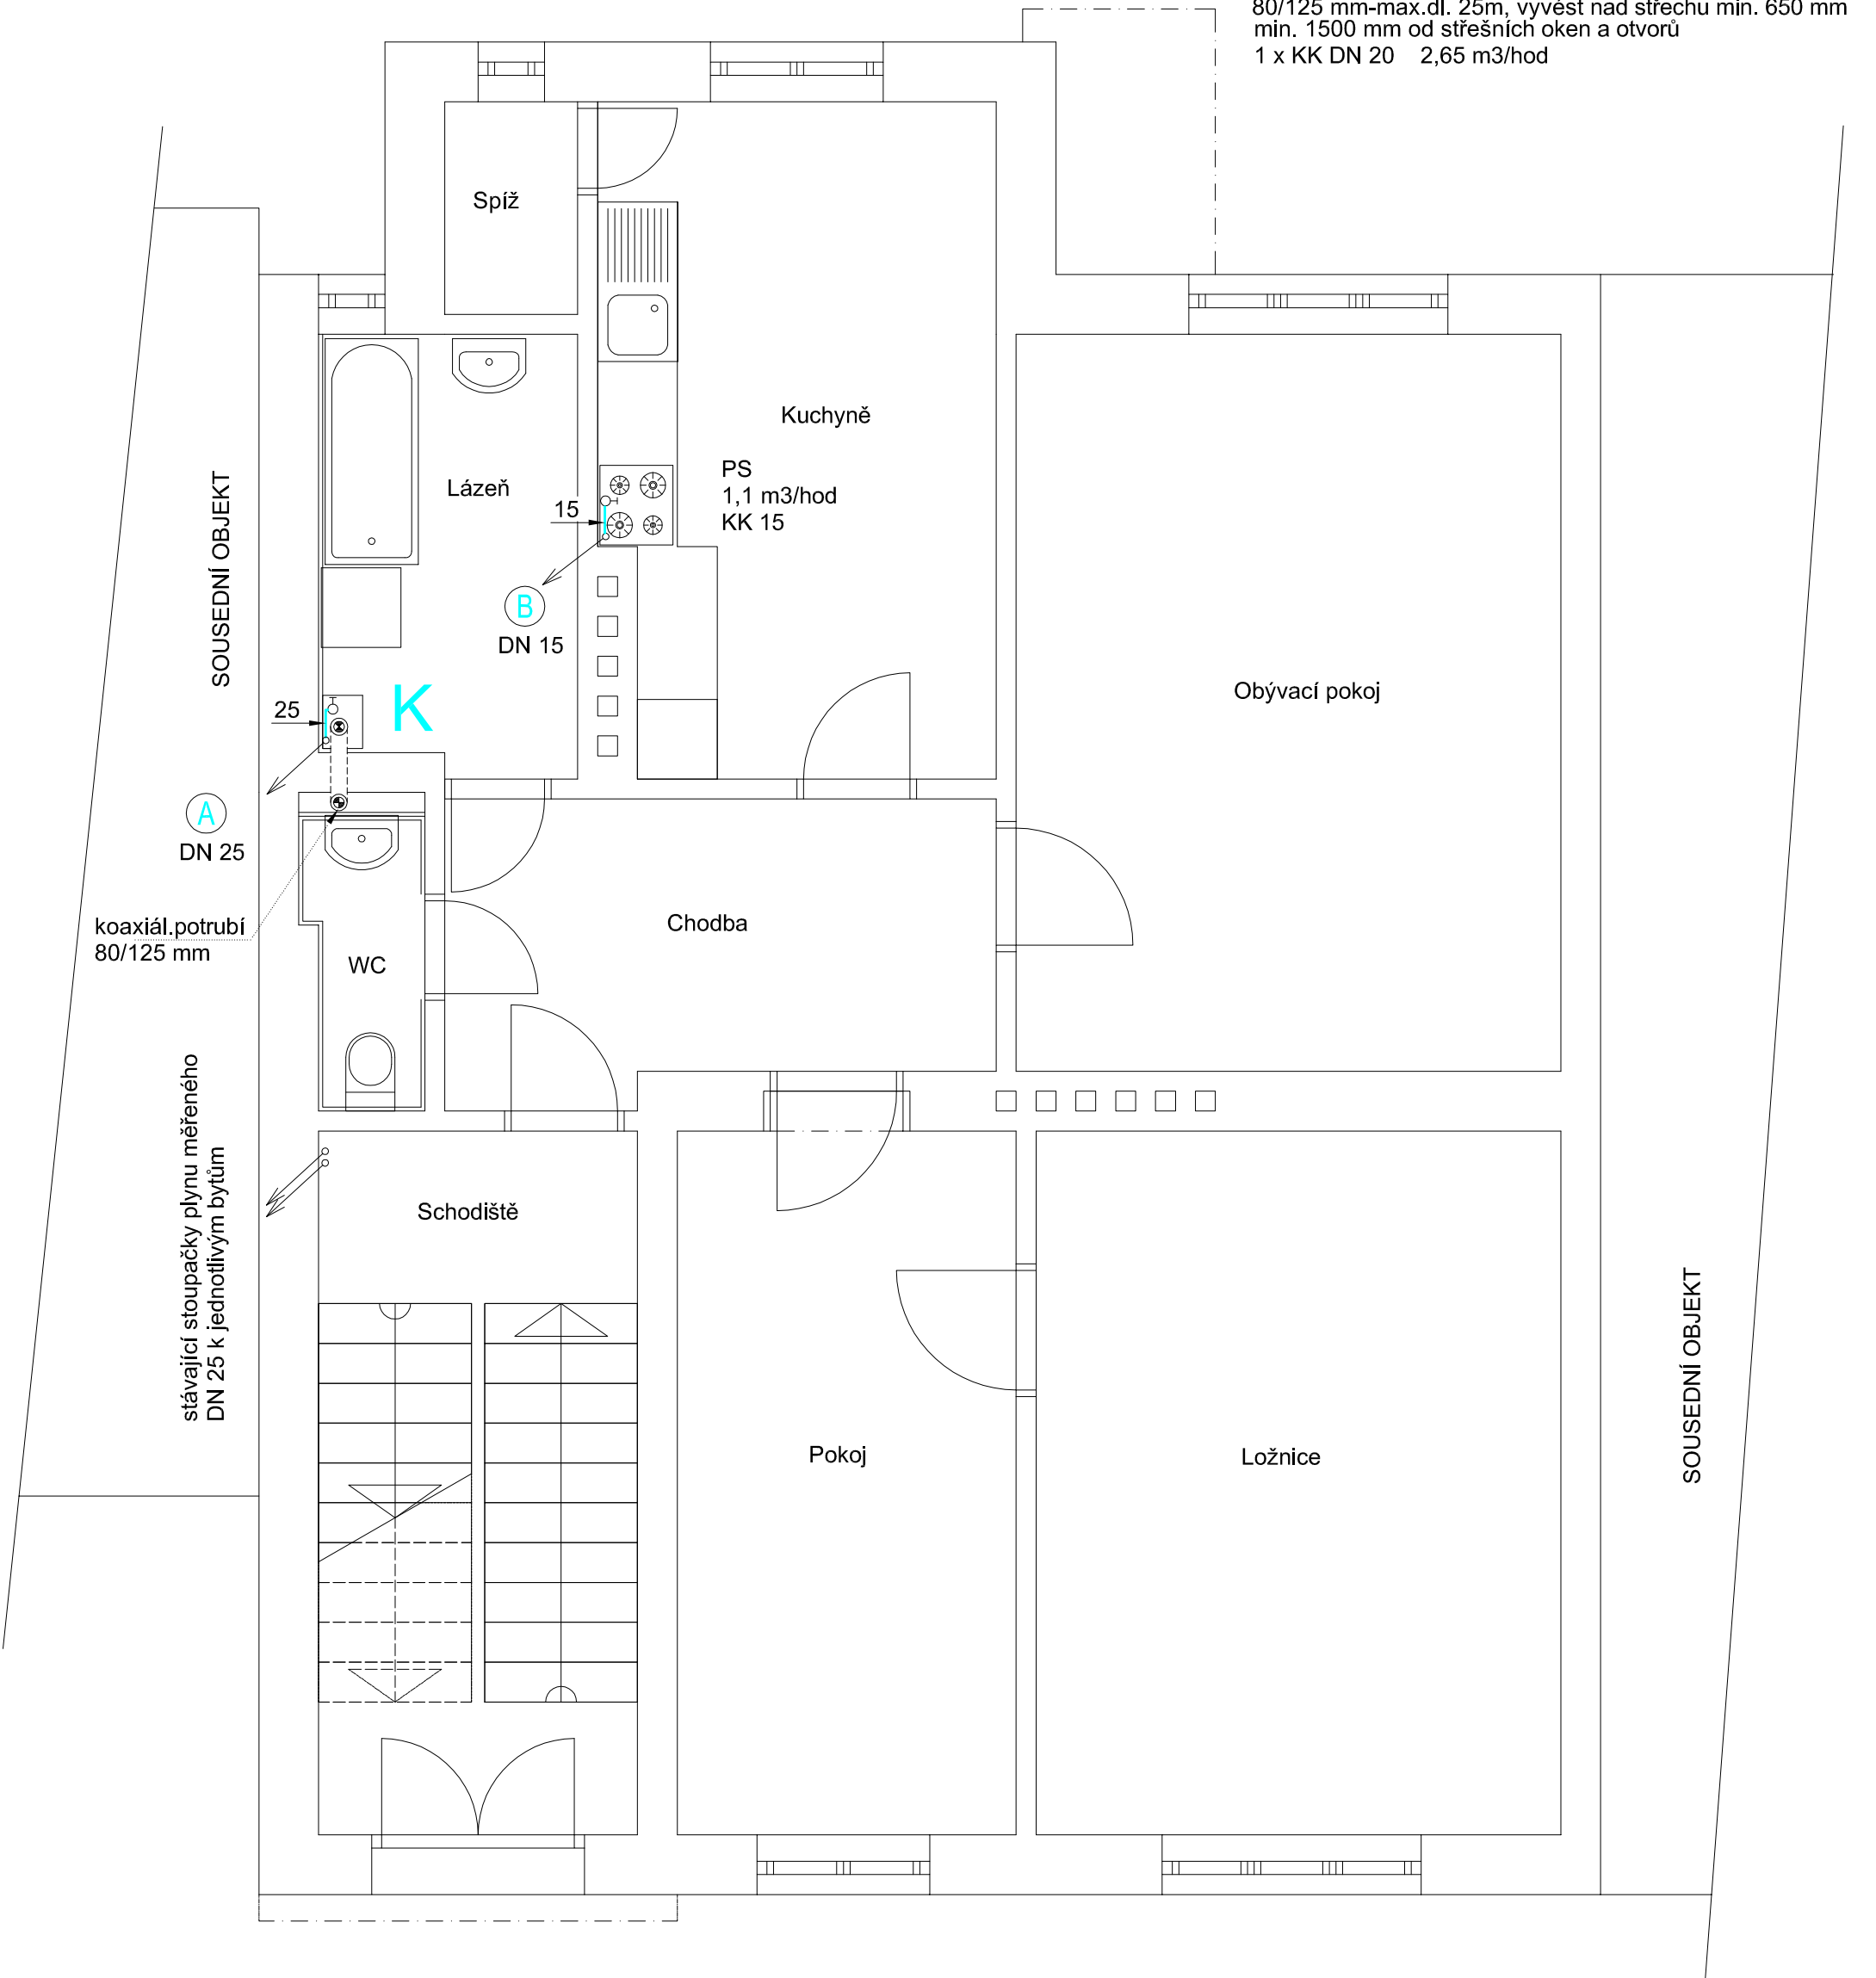 80/125 mm-max.dl. 25m, vyvést nad střechu min. 650 mm
min. 1500 mm od střešních oken a otvorů
1 x KK DN 20 2,65 m3/hod
Spíž
Kuchyně
PS
1,1 m3/hod
KK 15
Lázeň
15
B
DN 15
SOUSEDNÍ OBJEKT
K
25
Obývací pokoj
A
DN 25
koaxiál.potrubí
80/125 mm
Chodba
WC
stávající stoupačky plynu měřeného
DN 25 k jednotlivým bytům
Schodiště
Pokoj
Ložnice
SOUSEDNÍ OBJEKT